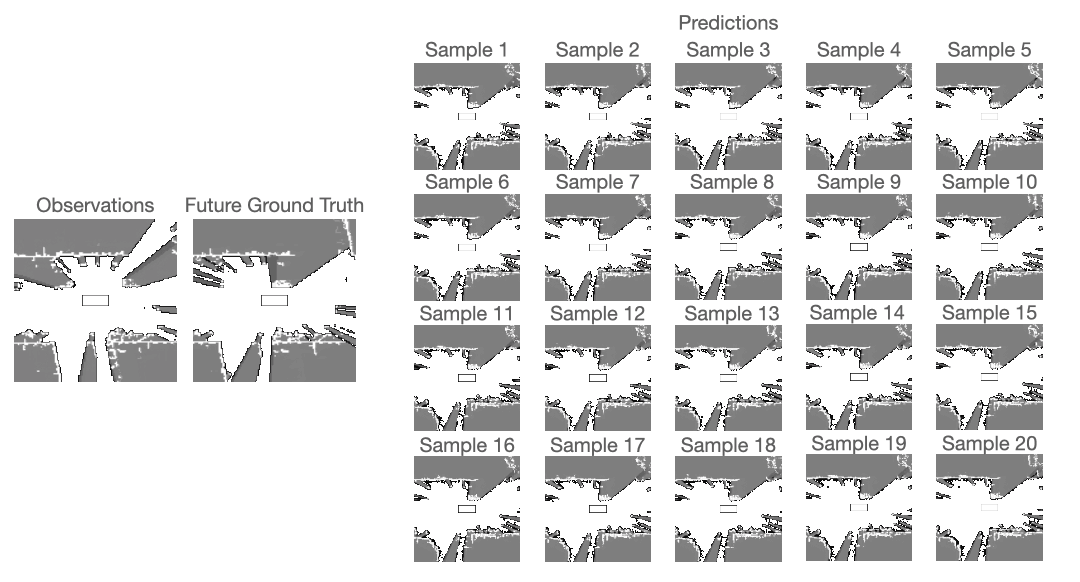 Predictions
Sample 1 Sample 2 Sample 3 Sample 4 Sample 5
Sample 6 Sample 7 Sample 8 Sample 9 Sample 10
Observations Future Ground Truth
Sample 11 Sample 12 Sample 13 Sample 14 Sample 15
Sample 16 Sample 17 Sample 18 Sample 19 Sample 20